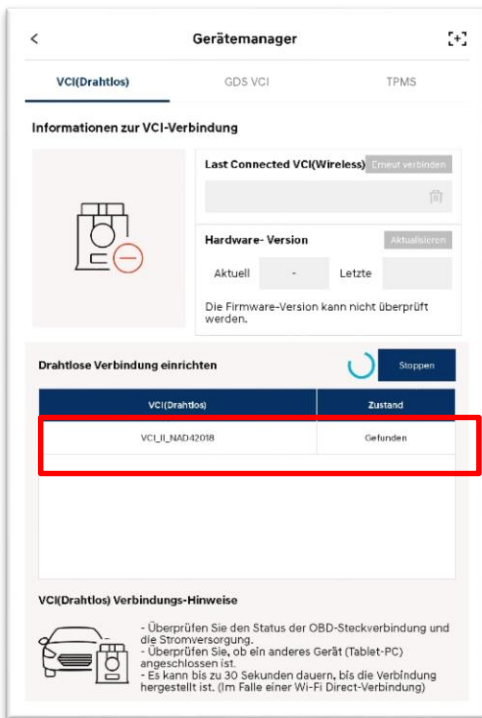 Gerätemanager
VCI(Drahtlos)
GDS VCI
TPMS
Informationen zur VCI-Verbindung
Last Connected VCI(Wireless)
Erneut verbinden
Hardware- Version
Aktualisieren
Aktuell
-
Letzte
Die Firmware-Version kann nicht überprüft
werden.
Drahtlose Verbindung einrichten
Stoppen
VCI(Drahtlos)
Zustand
VCI_II_NAD42018
Gefunden
VCI(Drahtlos) Verbindungs-Hinweise
- Überprüfen Sie den Status der OBD-Steckverbindung und
die Stromversorgung.
- Überprüfen Sie, ob ein anderes Gerät (Tablet-PC)
angeschlossen ist.
- Es kann bis zu 30 Sekunden dauern, bis die Verbindung
hergestellt ist. (Im Falle einer Wi-Fi Direct-Verbindung)